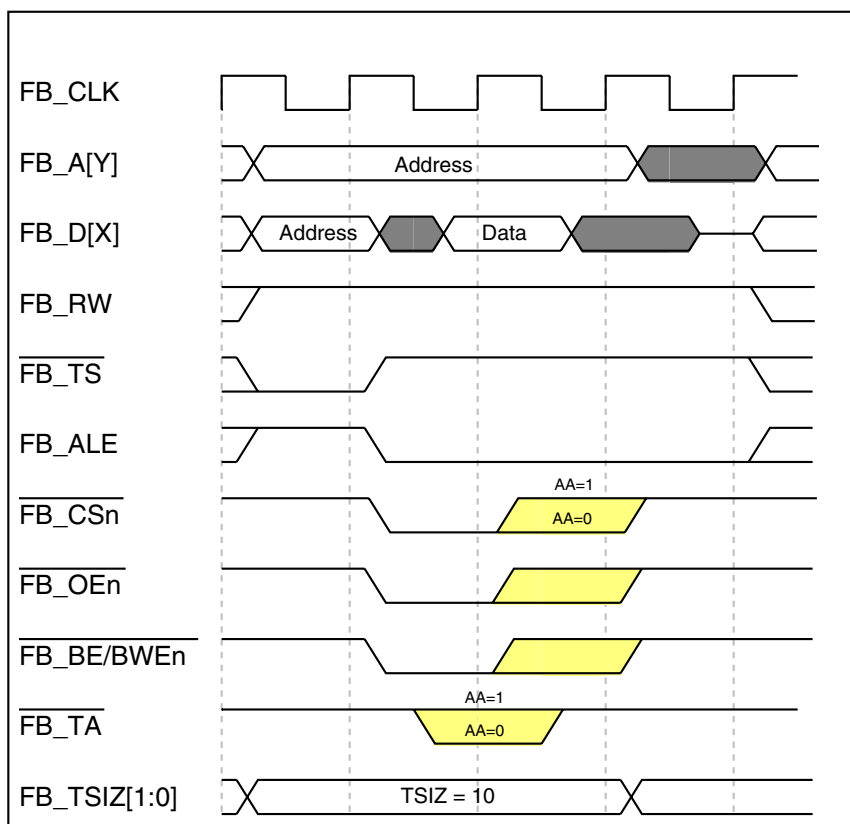 FB_CLK
FB_A[Y]
Address
FB_D[X]
Address
Data
FB_RW
FB_TS
FB_ALE
AA=1
FB_CSn
AA=0
FB_OEn
FB_BE/BWEn
AA=1
FB_TA
AA=0
FB_TSIZ[1:0]
TSIZ = 10